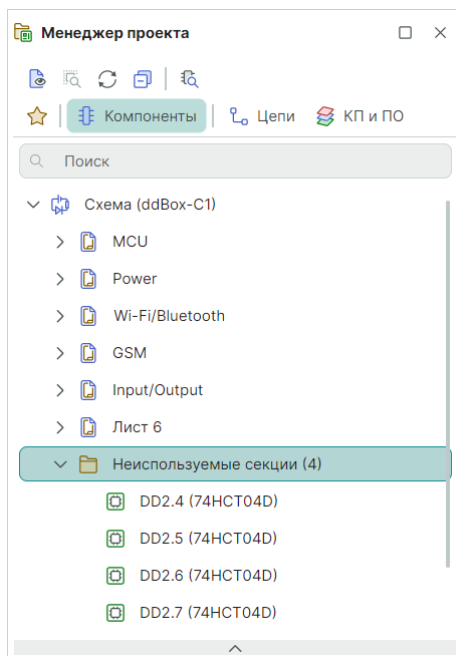 Менеджер проекта
Компоненты Цепи КП и ПО
Поиск
Схема (ddBox-C1)
MCU
Power
Wi-Fi/Bluetooth
GSM
Input/Output
Лист 6
Неиспользуемые секции (4)
DD2.4 (74HCT04D)
DD2.5 (74HCT04D)
DD2.6 (74HCT04D)
DD2.7 (74HCT04D)